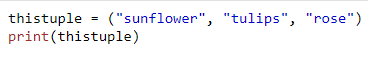 thistuple = ("sunflower", "tulips", "rose")
print(thistuple)